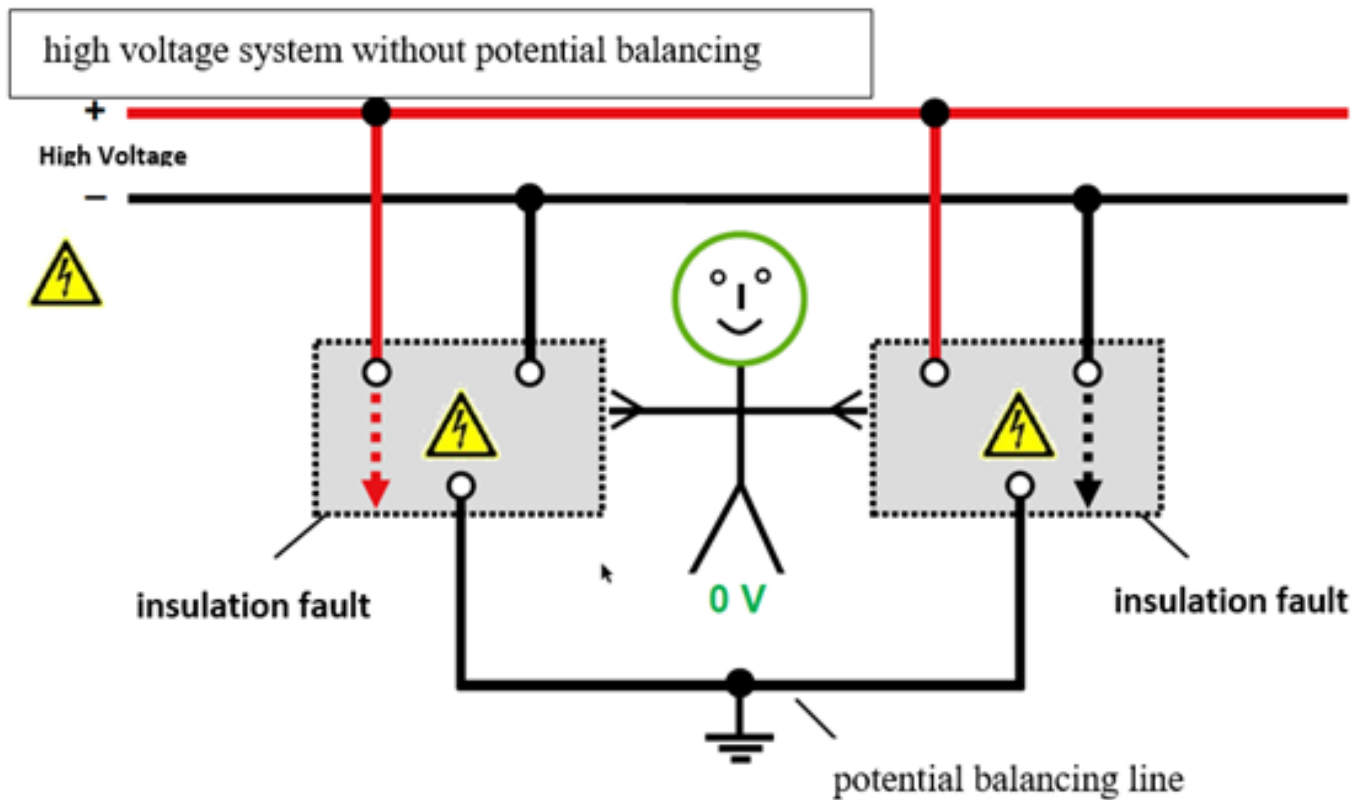 high voltage system without potential balancing
+
High Voltage
−
0 V
insulation fault
insulation fault
potential balancing line